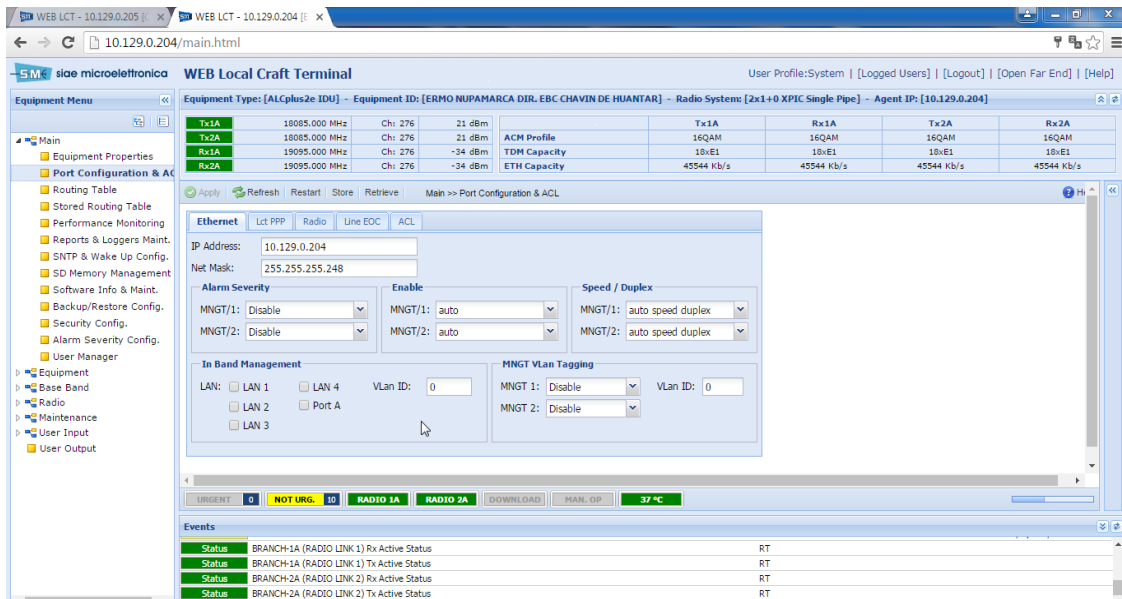 WEB LCT - 10.129.0.205 [C
WEB LCT - 10.129.0.204 [E
10.129.0.204/main.html
siae microelettronica
WEB Local Craft Terminal
User Profile:System | [Logged Users] | [Logout] | [Open Far End] | [Help]
Equipment Menu
Equipment Type: [ALCplus2e IDU] - Equipment ID: [ERMO NUPAMARCA DIR. EBC CHAVIN DE HUANTAR] - Radio System: [2x1+0 XPIC Single Pipe] - Agent IP: [10.129.0.204]
Tx1A 18085.000 MHz Ch: 276 21 dBm Tx1A Rx1A Tx2A Rx2A
Tx2A 18085.000 MHz Ch: 276 21 dBm ACM Profile 16QAM 16QAM 16QAM 16QAM
Rx1A 19095.000 MHz Ch: 276 -34 dBm TDM Capacity 18xE1 18xE1 18xE1 18xE1
Rx2A 19095.000 MHz Ch: 276 -34 dBm ETH Capacity 45544 Kb/s 45544 Kb/s 45544 Kb/s 45544 Kb/s
Main
Equipment Properties
Port Configuration & AC
Routing Table
Stored Routing Table
Performance Monitoring
Reports & Loggers Maint.
SNTP & Wake Up Config.
SD Memory Management
Software Info & Maint.
Backup/Restore Config.
Security Config.
Alarm Severity Config.
User Manager
Equipment
Base Band
Radio
Maintenance
User Input
User Output
Apply Refresh Restart Store Retrieve Main >> Port Configuration & ACL
Ethernet Lct PPP Radio Line EOC ACL
IP Address: 10.129.0.204
Net Mask: 255.255.255.248
Alarm Severity
MNGT/1: Disable
MNGT/2: Disable
Enable
MNGT/1: auto
MNGT/2: auto
Speed / Duplex
MNGT/1: auto speed duplex
MNGT/2: auto speed duplex
In Band Management
LAN: LAN 1 LAN 4 VLan ID: 0
LAN 2 Port A
LAN 3
MNGT VLan Tagging
MNGT 1: Disable VLan ID: 0
MNGT 2: Disable
URGENT 0 NOT URG. 10 RADIO 1A RADIO 2A DOWNLOAD MAN. OP 37 ºC
Events
Status BRANCH-1A (RADIO LINK 1) Rx Active Status RT
Status BRANCH-1A (RADIO LINK 1) Tx Active Status RT
Status BRANCH-2A (RADIO LINK 2) Rx Active Status RT
Status BRANCH-2A (RADIO LINK 2) Tx Active Status RT